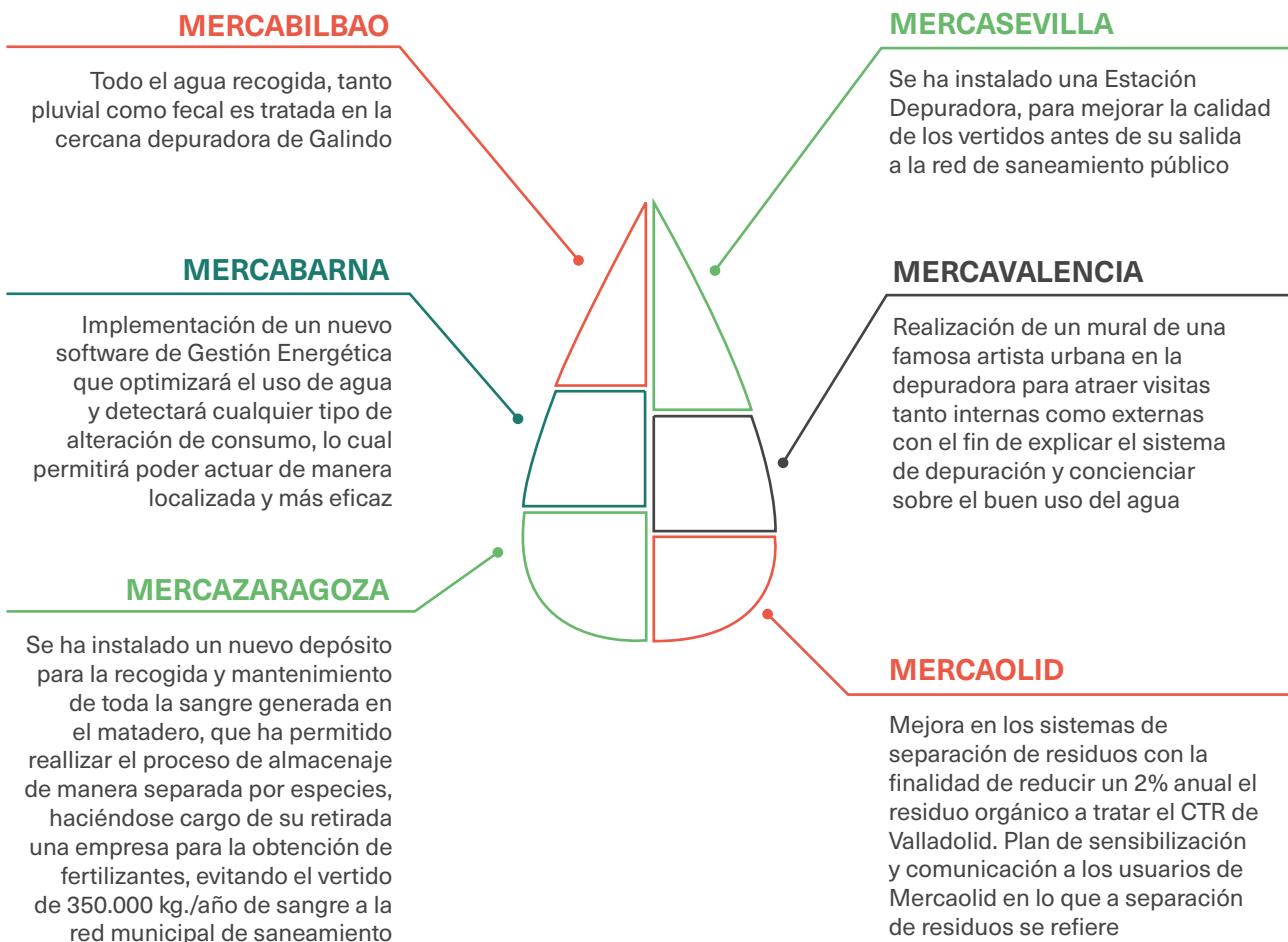 MERCABILBAO
Todo el agua recogida, tanto
pluvial como fecal es tratada en la
cercana depuradora de Galindo
MERCABARNA
Implementación de un nuevo
software de Gestión Energética
que optimizará el uso de agua
y detectará cualquier tipo de
alteración de consumo, lo cual
permitirá poder actuar de manera
localizada y más eficaz
MERCAZARAGOZA
Se ha instalado un nuevo depósito
para la recogida y mantenimiento
de toda la sangre generada en
el matadero, que ha permitido
reallizar el proceso de almacenaje
de manera separada por especies,
haciéndose cargo de su retirada
una empresa para la obtención de
fertilizantes, evitando el vertido
de 350.000 kg./año de sangre a la
red municipal de saneamiento
MERCASEVILLA
Se ha instalado una Estación
Depuradora, para mejorar la calidad
de los vertidos antes de su salida
a la red de saneamiento público
MERCAVALENCIA
Realización de un mural de una
famosa artista urbana en la
depuradora para atraer visitas
tanto internas como externas
con el fin de explicar el sistema
de depuración y concienciar
sobre el buen uso del agua
MERCAOLID
Mejora en los sistemas de
separación de residuos con la
finalidad de reducir un 2% anual el
residuo orgánico a tratar el CTR de
Valladolid. Plan de sensibilización
y comunicación a los usuarios de
Mercaolid en lo que a separación
de residuos se refiere